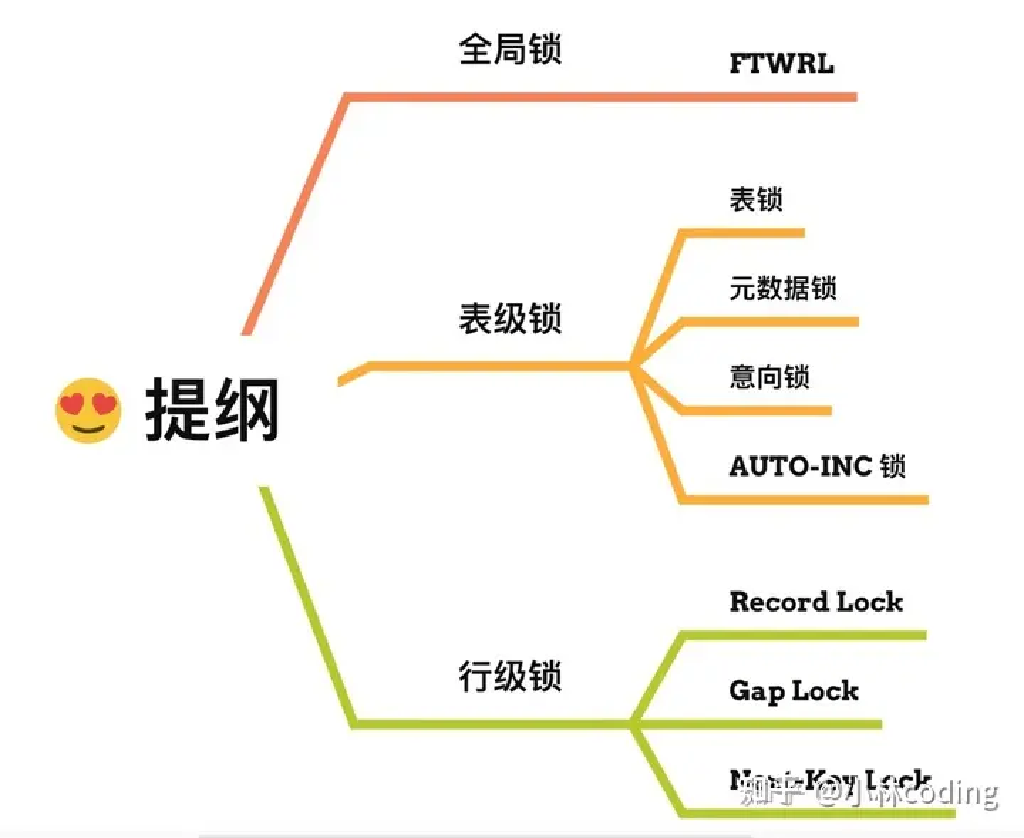 全局锁
FTWRL
表锁
元数据锁
表级锁
意向锁
AUTO-INC 锁
提纲
Record Lock
行级锁
Gap Lock
Next-Key Lock
知乎 @小林coding